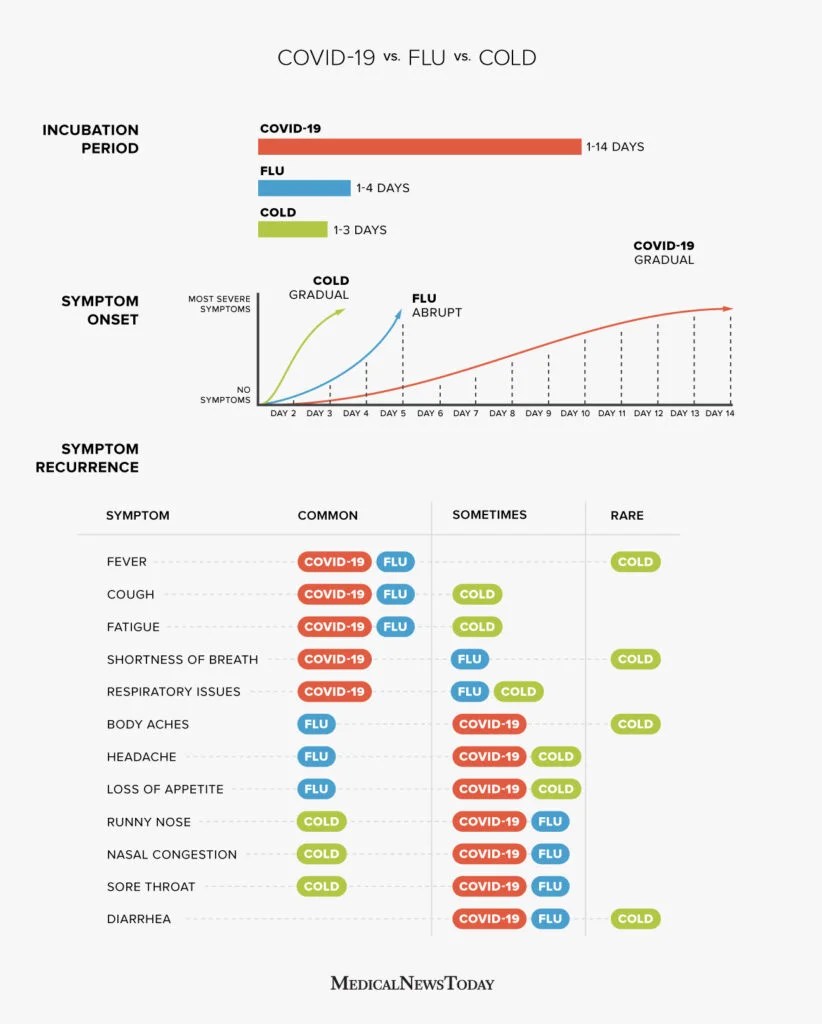 COVID-19 vs. FLU vs. COLD
INCUBATION
PERIOD
COVID-19
1-14 DAYS
FLU
1-4 DAYS
COLD
1-3 DAYS
SYMPTOM
ONSET
MOST SEVERE
SYMPTOMS
NO
SYMPTOMS
COLD
GRADUAL
FLU
ABRUPT
COVID-19
GRADUAL
DAY 2 DAY 3 DAY 4 DAY 5 DAY 6 DAY 7 DAY 8 DAY 9 DAY 10 DAY 11 DAY 12 DAY 13 DAY 14
SYMPTOM
RECURRENCE
SYMPTOM COMMON SOMETIMES RARE
FEVER COVID-19 FLU COLD
COUGH COVID-19 FLU COLD
FATIGUE COVID-19 FLU COLD
SHORTNESS OF BREATH COVID-19 FLU COLD
RESPIRATORY ISSUES COVID-19 FLU COLD
BODY ACHES FLU COVID-19 COLD
HEADACHE FLU COVID-19 COLD
LOSS OF APPETITE FLU COVID-19 COLD
RUNNY NOSE COLD COVID-19 FLU
NASAL CONGESTION COLD COVID-19 FLU
SORE THROAT COLD COVID-19 FLU
DIARRHEA COVID-19 FLU COLD
MEDICALNEWSTODAY